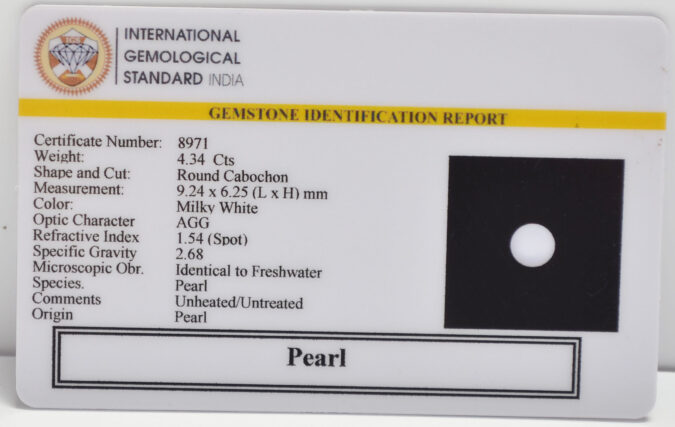 IGS
INTERNATIONAL
GEMOLOGICAL
STANDARD INDIA
GEMSTONE IDENTIFICATION REPORT
Certificate Number: 8971
Weight: 4.34 Cts
Shape and Cut: Round Cabochon
Measurement: 9.24 x 6.25 (L x H) mm
Color: Milky White
Optic Character AGG
Refractive Index 1.54 (Spot)
Specific Gravity 2.68
Microscopic Obr. Identical to Freshwater
Species. Pearl
Comments Unheated/Untreated
Origin Pearl
Pearl